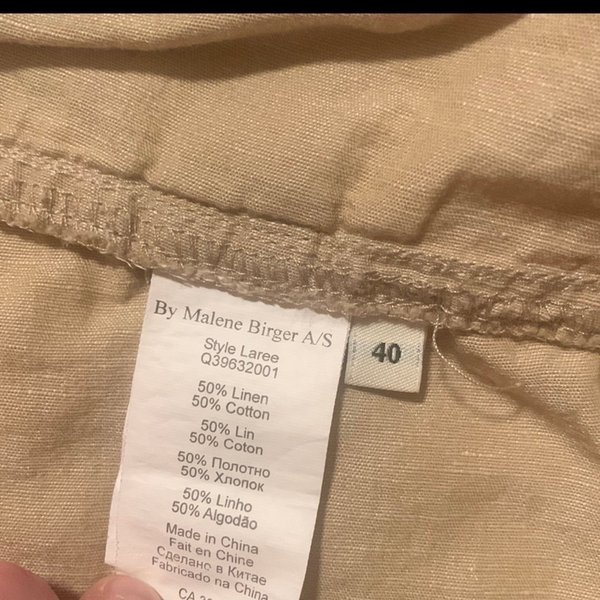 By Malene Birger A/S
Style Laree
Q39632001
50% Linen
50% Cotton
50% Lin
50% Coton
50% Полотно
50% Хлопок
50% Linho
50% Algodão
Made in China
Fait en Chine
Сделано в Китае
Fabricado na China
CA
40